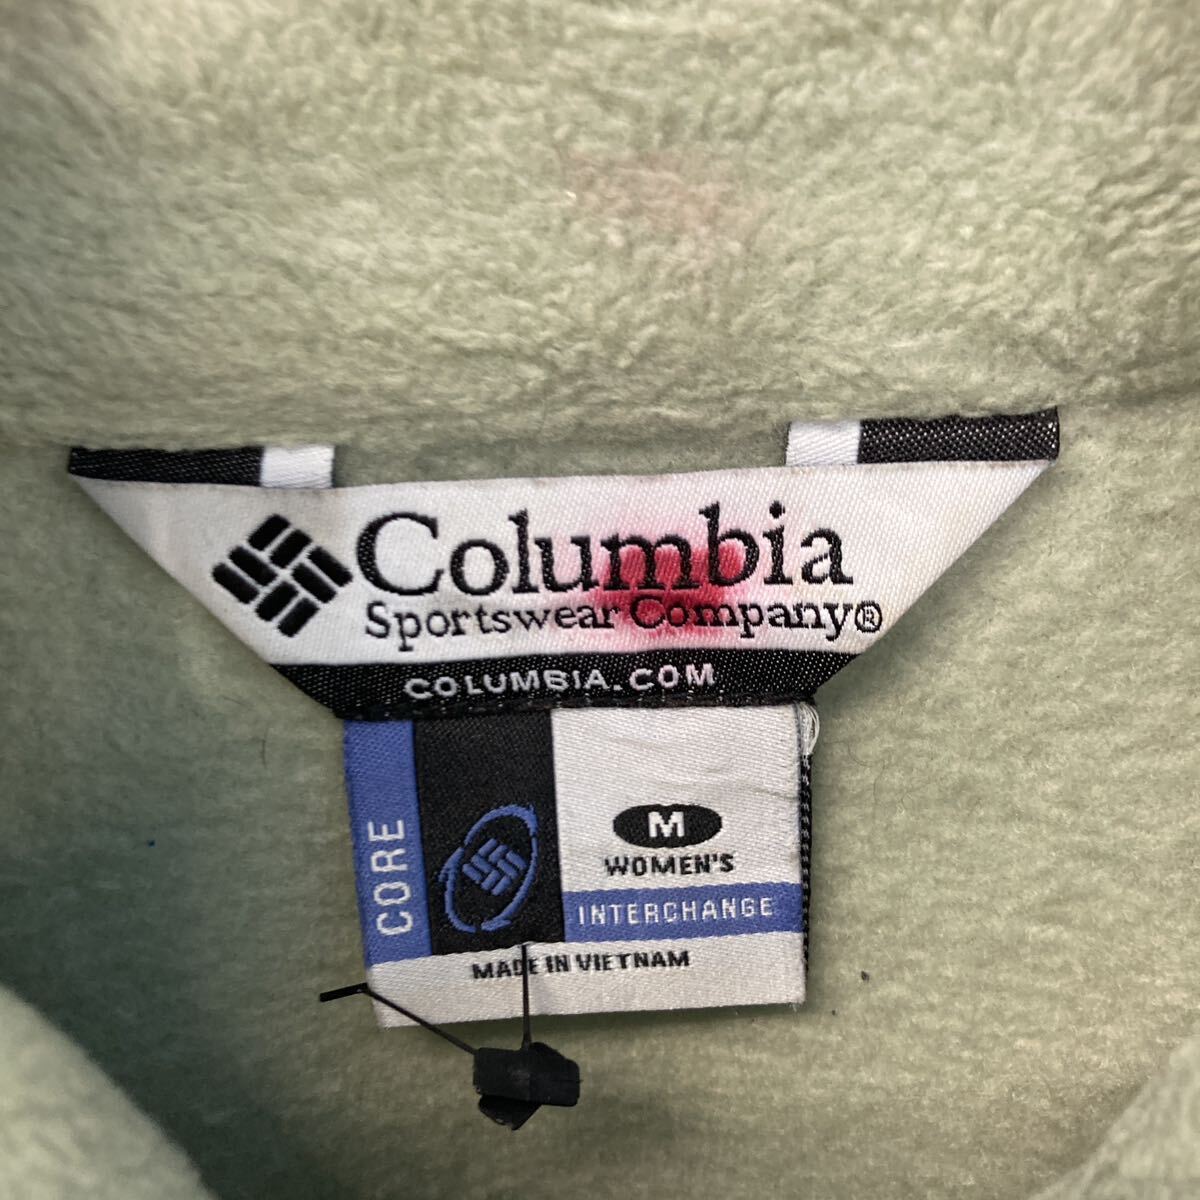 Columbia
Sportswear Company®
COLUMBIA.COM
CORE
M
WOMEN'S
INTERCHANGE
MADE IN VIETNAM